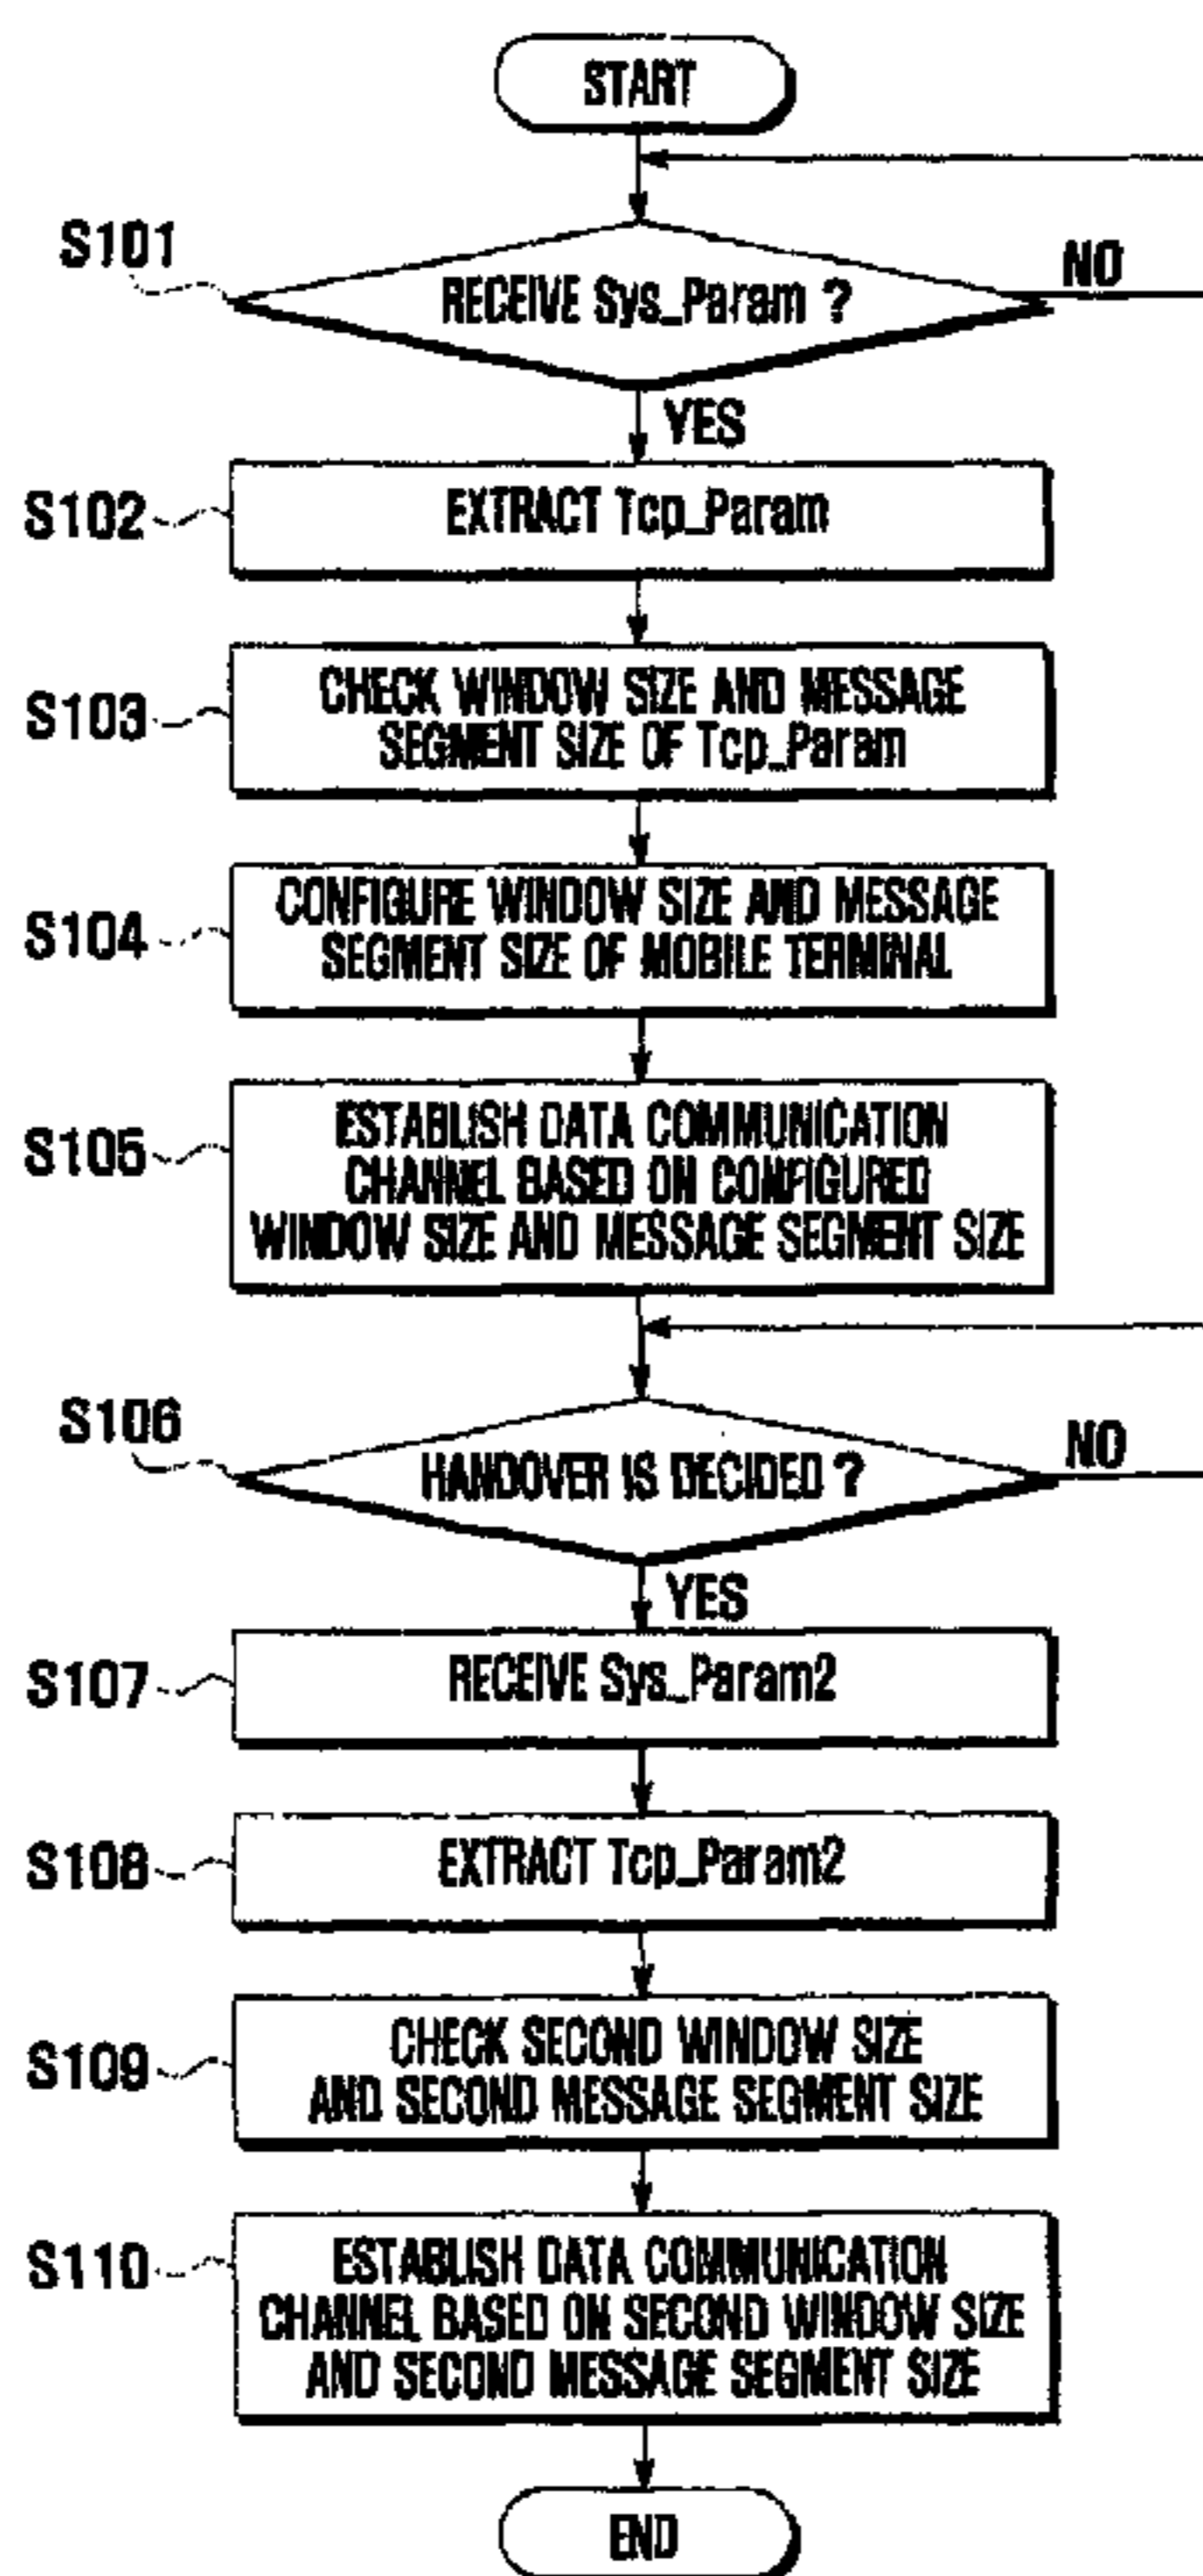 START
S101
RECEIVE Sys_Param ?
NO
YES
S102
EXTRACT Tcp_Param
S103
CHECK WINDOW SIZE AND MESSAGE
SEGMENT SIZE OF Tcp_Param
S104
CONFIGURE WINDOW SIZE AND MESSAGE
SEGMENT SIZE OF MOBILE TERMINAL
S105
ESTABLISH DATA COMMUNICATION
CHANNEL BASED ON CONFIGURED
WINDOW SIZE AND MESSAGE SEGMENT SIZE
S106
HANDOVER IS DECIDED ?
NO
YES
S107
RECEIVE Sys_Param2
S108
EXTRACT Tcp_Param2
S109
CHECK SECOND WINDOW SIZE
AND SECOND MESSAGE SEGMENT SIZE
S110
ESTABLISH DATA COMMUNICATION
CHANNEL BASED ON SECOND WINDOW SIZE
AND SECOND MESSAGE SEGMENT SIZE
END